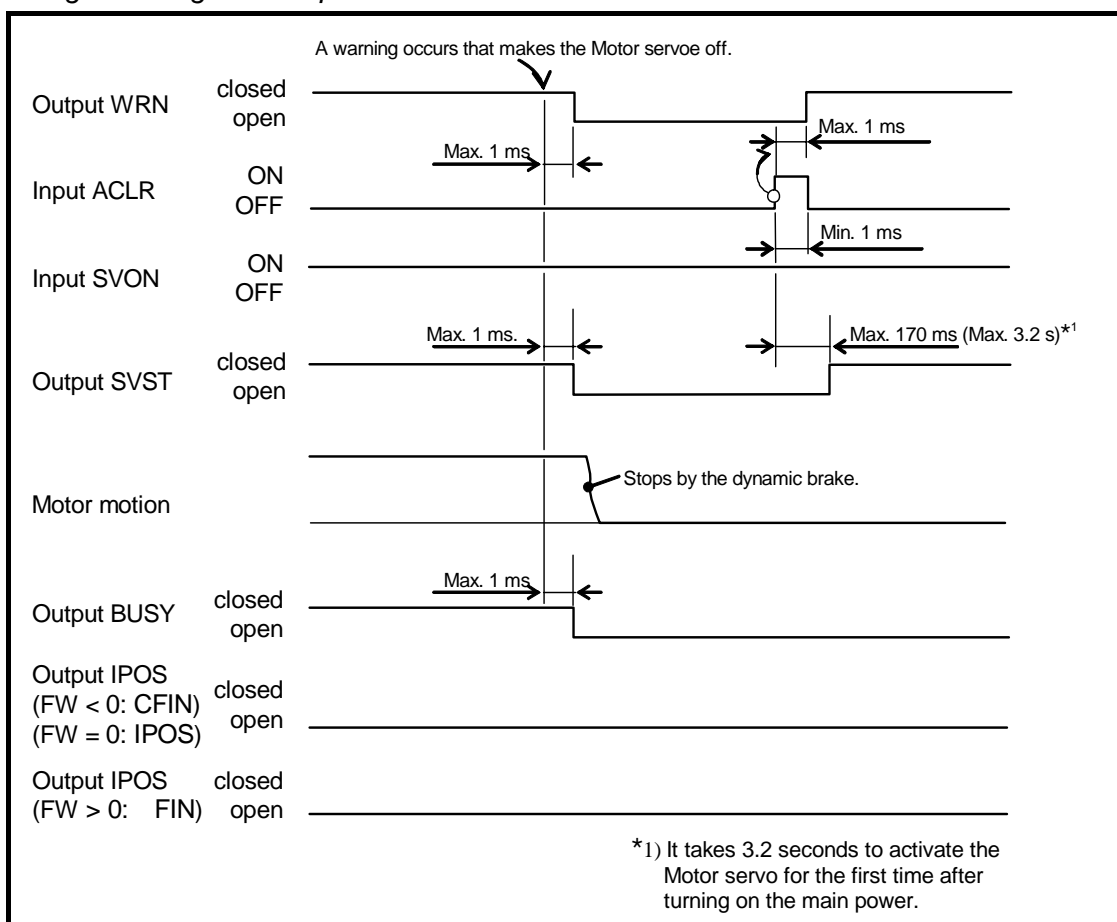 A warning occurs that makes the Motor servoe off.
Output WRN
closed
open
Max. 1 ms
Max. 1 ms
Input ACLR
ON
OFF
Min. 1 ms
Input SVON
ON
OFF
Max. 1 ms.
Max. 170 ms (Max. 3.2 s)*1
Output SVST
closed
open
Motor motion
Stops by the dynamic brake.
Max. 1 ms
Output BUSY
closed
open
Output IPOS
(FW < 0: CFIN)
(FW = 0: IPOS)
closed
open
Output IPOS
(FW > 0: FIN)
closed
open
*1) It takes 3.2 seconds to activate the
Motor servo for the first time after
turning on the main power.